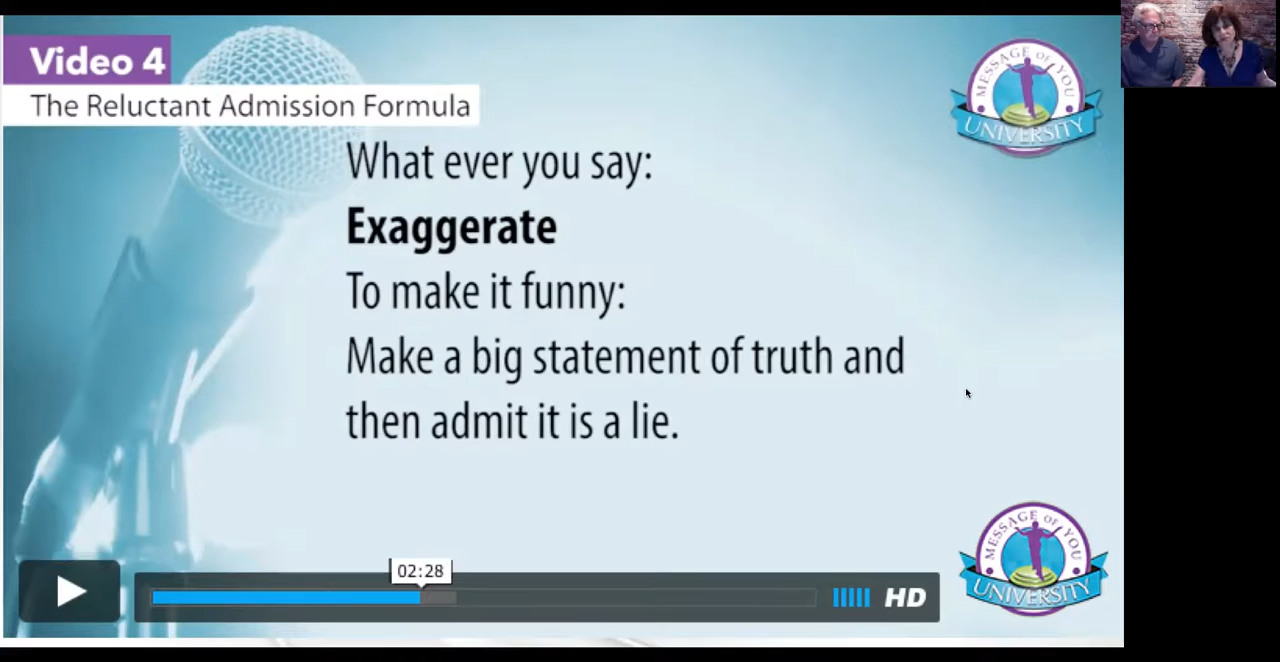 Video 4
The Reluctant Admission Formula
MESSAGE OF YOU
UNIVERSITY
What ever you say:
Exaggerate
To make it funny:
Make a big statement of truth and
then admit it is a lie.
MESSAGE OF YOU
UNIVERSITY
02:28
HD